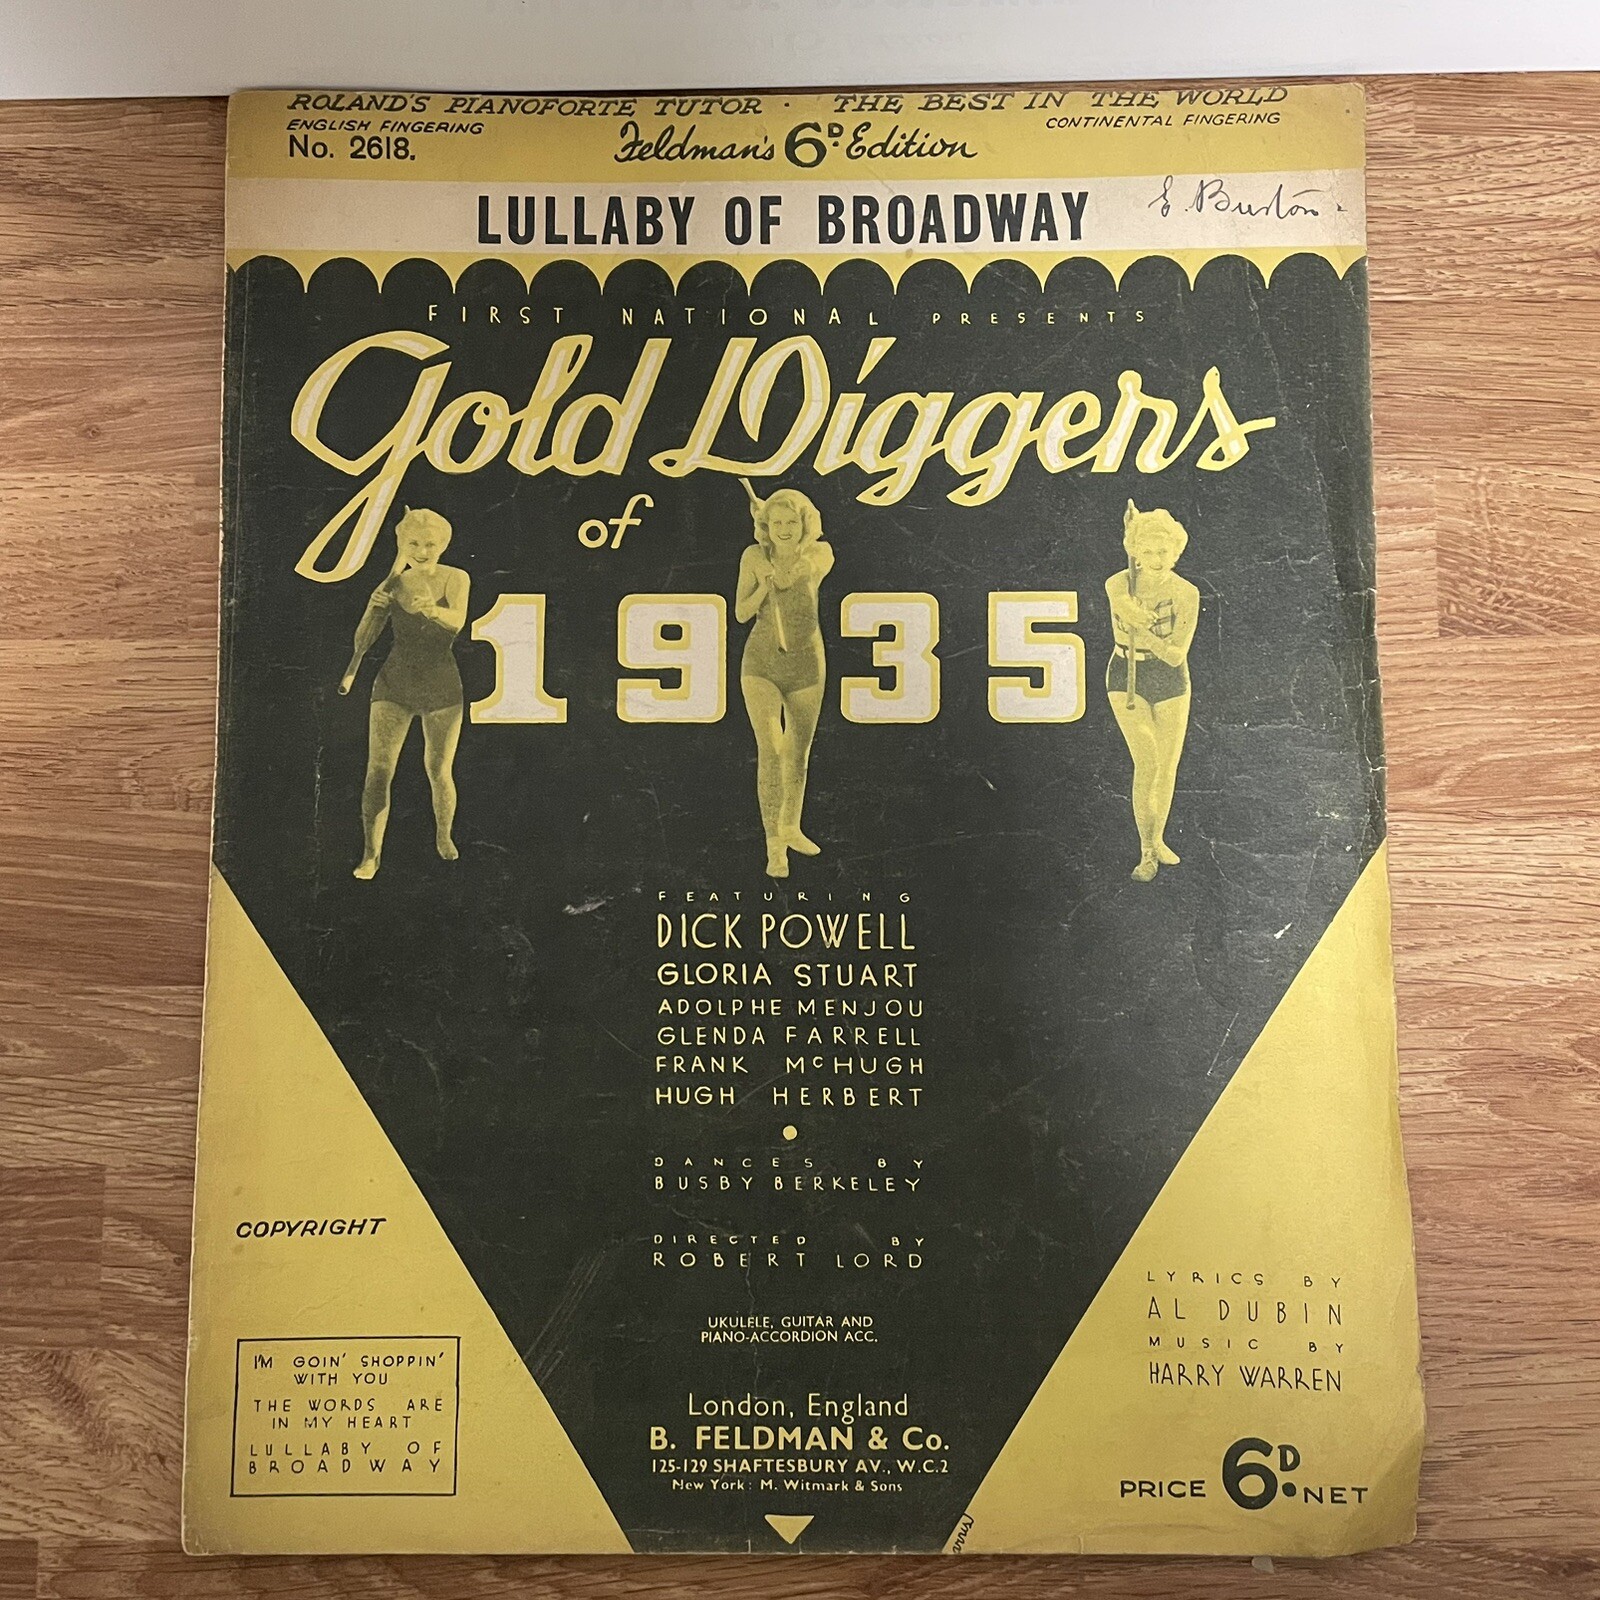 ROLAND'S PIANOFORTE TUTOR · THE BEST IN THE WORLD
ENGLISH FINGERING CONTINENTAL FINGERING
No. 2618. Feldman's 6D. Edition
LULLABY OF BROADWAY
FIRST NATIONAL PRESENTS
Gold Diggers
of
1935
FEATURING
DICK POWELL
GLORIA STUART
ADOLPHE MENJOU
GLENDA FARRELL
FRANK McHUGH
HUGH HERBERT
DANCES BY
BUSBY BERKELEY
DIRECTED BY
ROBERT LORD
UKULELE, GUITAR AND
PIANO-ACCORDION ACC.
London, England
B. FELDMAN & Co.
125-129 SHAFTESBURY AV., W.C.2
New York: M. Witmark & Sons
COPYRIGHT
I'M GOIN' SHOPPIN'
WITH YOU
THE WORDS ARE
IN MY HEART
LULLABY OF
BROADWAY
LYRICS BY
AL DUBIN
MUSIC BY
HARRY WARREN
PRICE 6D. NET